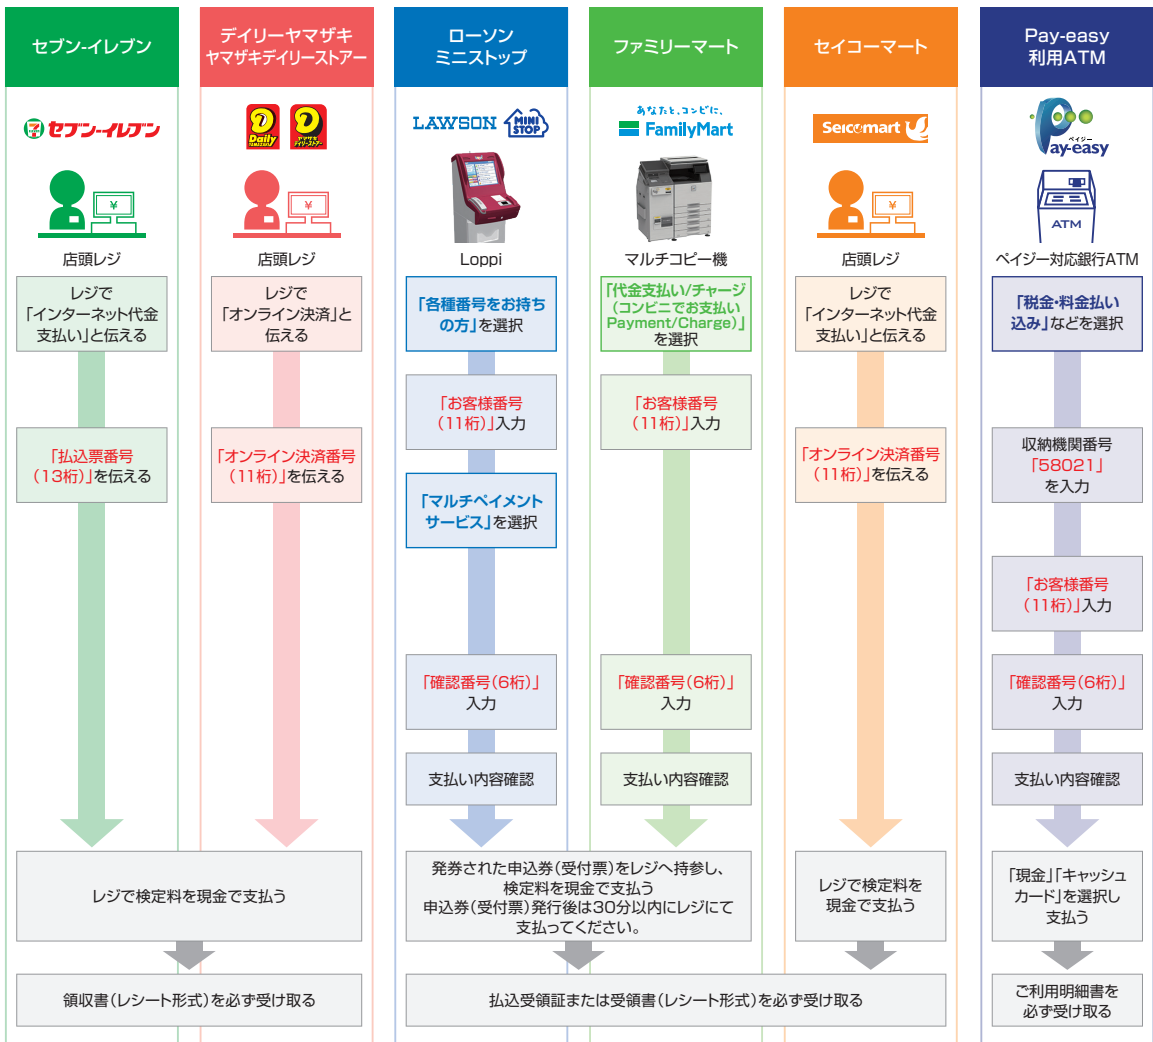 セブン-イレブン
セブン-イレブン
¥
店頭レジ
レジで
「インターネット代金
支払い」と伝える
「払込票番号
(13桁)」を伝える
デイリーヤマザキ
ヤマザキデイリーストアー
Daily
YAMAZAKI
ヤマザキ
デイリーストアー
¥
店頭レジ
レジで
「オンライン決済」と
伝える
「オンライン決済番号
(11桁)」を伝える
レジで検定料を現金で支払う
領収書(レシート形式)を必ず受け取る
ローソン
ミニストップ
LAWSON
MINI
STOP
Loppi
「各種番号をお持ち
の方」を選択
「お客様番号
(11桁)」入力
「マルチペイメント
サービス」を選択
「確認番号(6桁)」
入力
支払い内容確認
ファミリーマート
あなたと、コンビに、
FamilyMart
マルチコピー機
「代金支払い/チャージ
(コンビニでお支払い
Payment/Charge)」
を選択
「お客様番号
(11桁)」入力
「確認番号(6桁)」
入力
支払い内容確認
発券された申込券(受付票)をレジへ持参し、
検定料を現金で支払う
申込券(受付票)発行後は30分以内にレジにて
支払ってください。
セイコーマート
Seicomart
¥
店頭レジ
レジで
「インターネット代金
支払い」と伝える
「オンライン決済番号
(11桁)」を伝える
レジで検定料を
現金で支払う
払込受領証または受領書(レシート形式)を必ず受け取る
Pay-easy
利用ATM
ペイジー
Pay-easy
ATM
ペイジー対応銀行ATM
「税金・料金払い
込み」などを選択
収納機関番号
「58021」
を入力
「お客様番号
(11桁)」入力
「確認番号(6桁)」
入力
支払い内容確認
「現金」「キャッシュ
カード」を選択し
支払う
ご利用明細書を
必ず受け取る